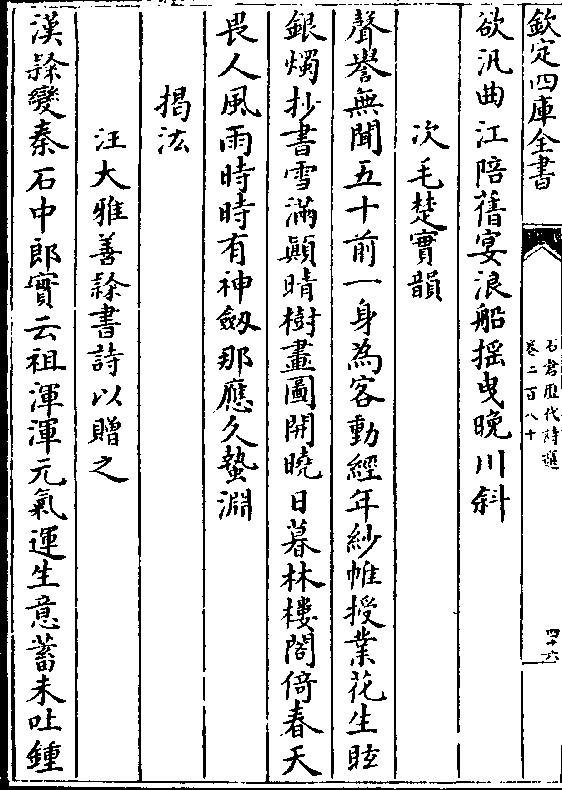 欽定四庫全書
石倉歷代詩選
卷二百八十
四十六
欲汎曲江陪舊宴浪船摇曳晚川斜
次毛楚實韻
聲譽無聞五十前一身為客動經年紗帷授業花生眩
銀燭抄書雪滿顛晴樹畫圖開曉日暮林樓閣倚春天
畏人風雨時時有神劔那應久蟄淵
揭汯
汪大雅善隸書詩以贈之
漢隸變秦石中郎實云祖渾渾元氣運生意蓄未吐鍾